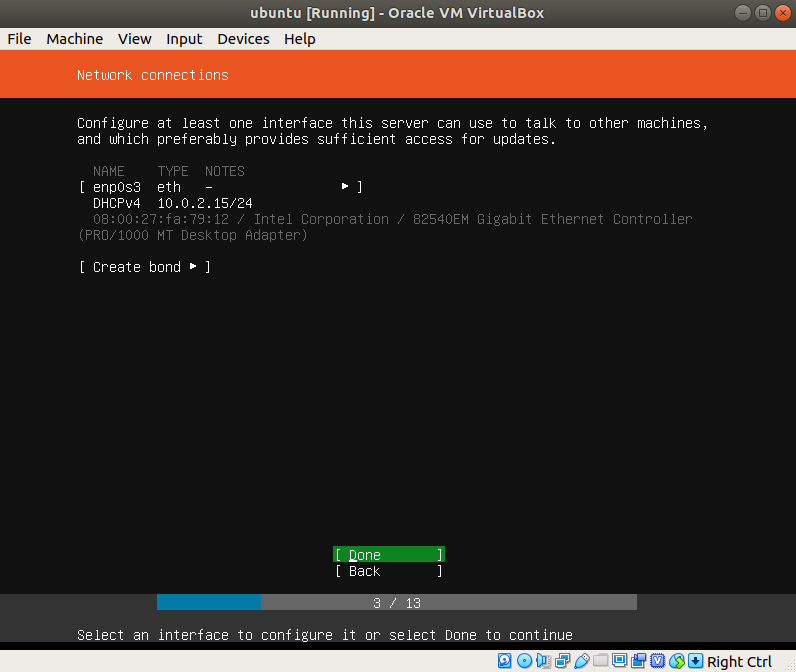 ubuntu [Running] - Oracle VM VirtualBox
File Machine View Input Devices Help
Network connections
Configure at least one interface this server can use to talk to other machines,
and which preferably provides sufficient access for updates.
NAME TYPE NOTES
[ enp0s3 eth - ▸ ]
DHCPv4 10.0.2.15/24
08:00:27:fa:79:12 / Intel Corporation / 82540EM Gigabit Ethernet Controller
(PRO/1000 MT Desktop Adapter)
[ Create bond ▸ ]
[ Done ]
[ Back ]
3 / 13
Select an interface to configure it or select Done to continue
Right Ctrl